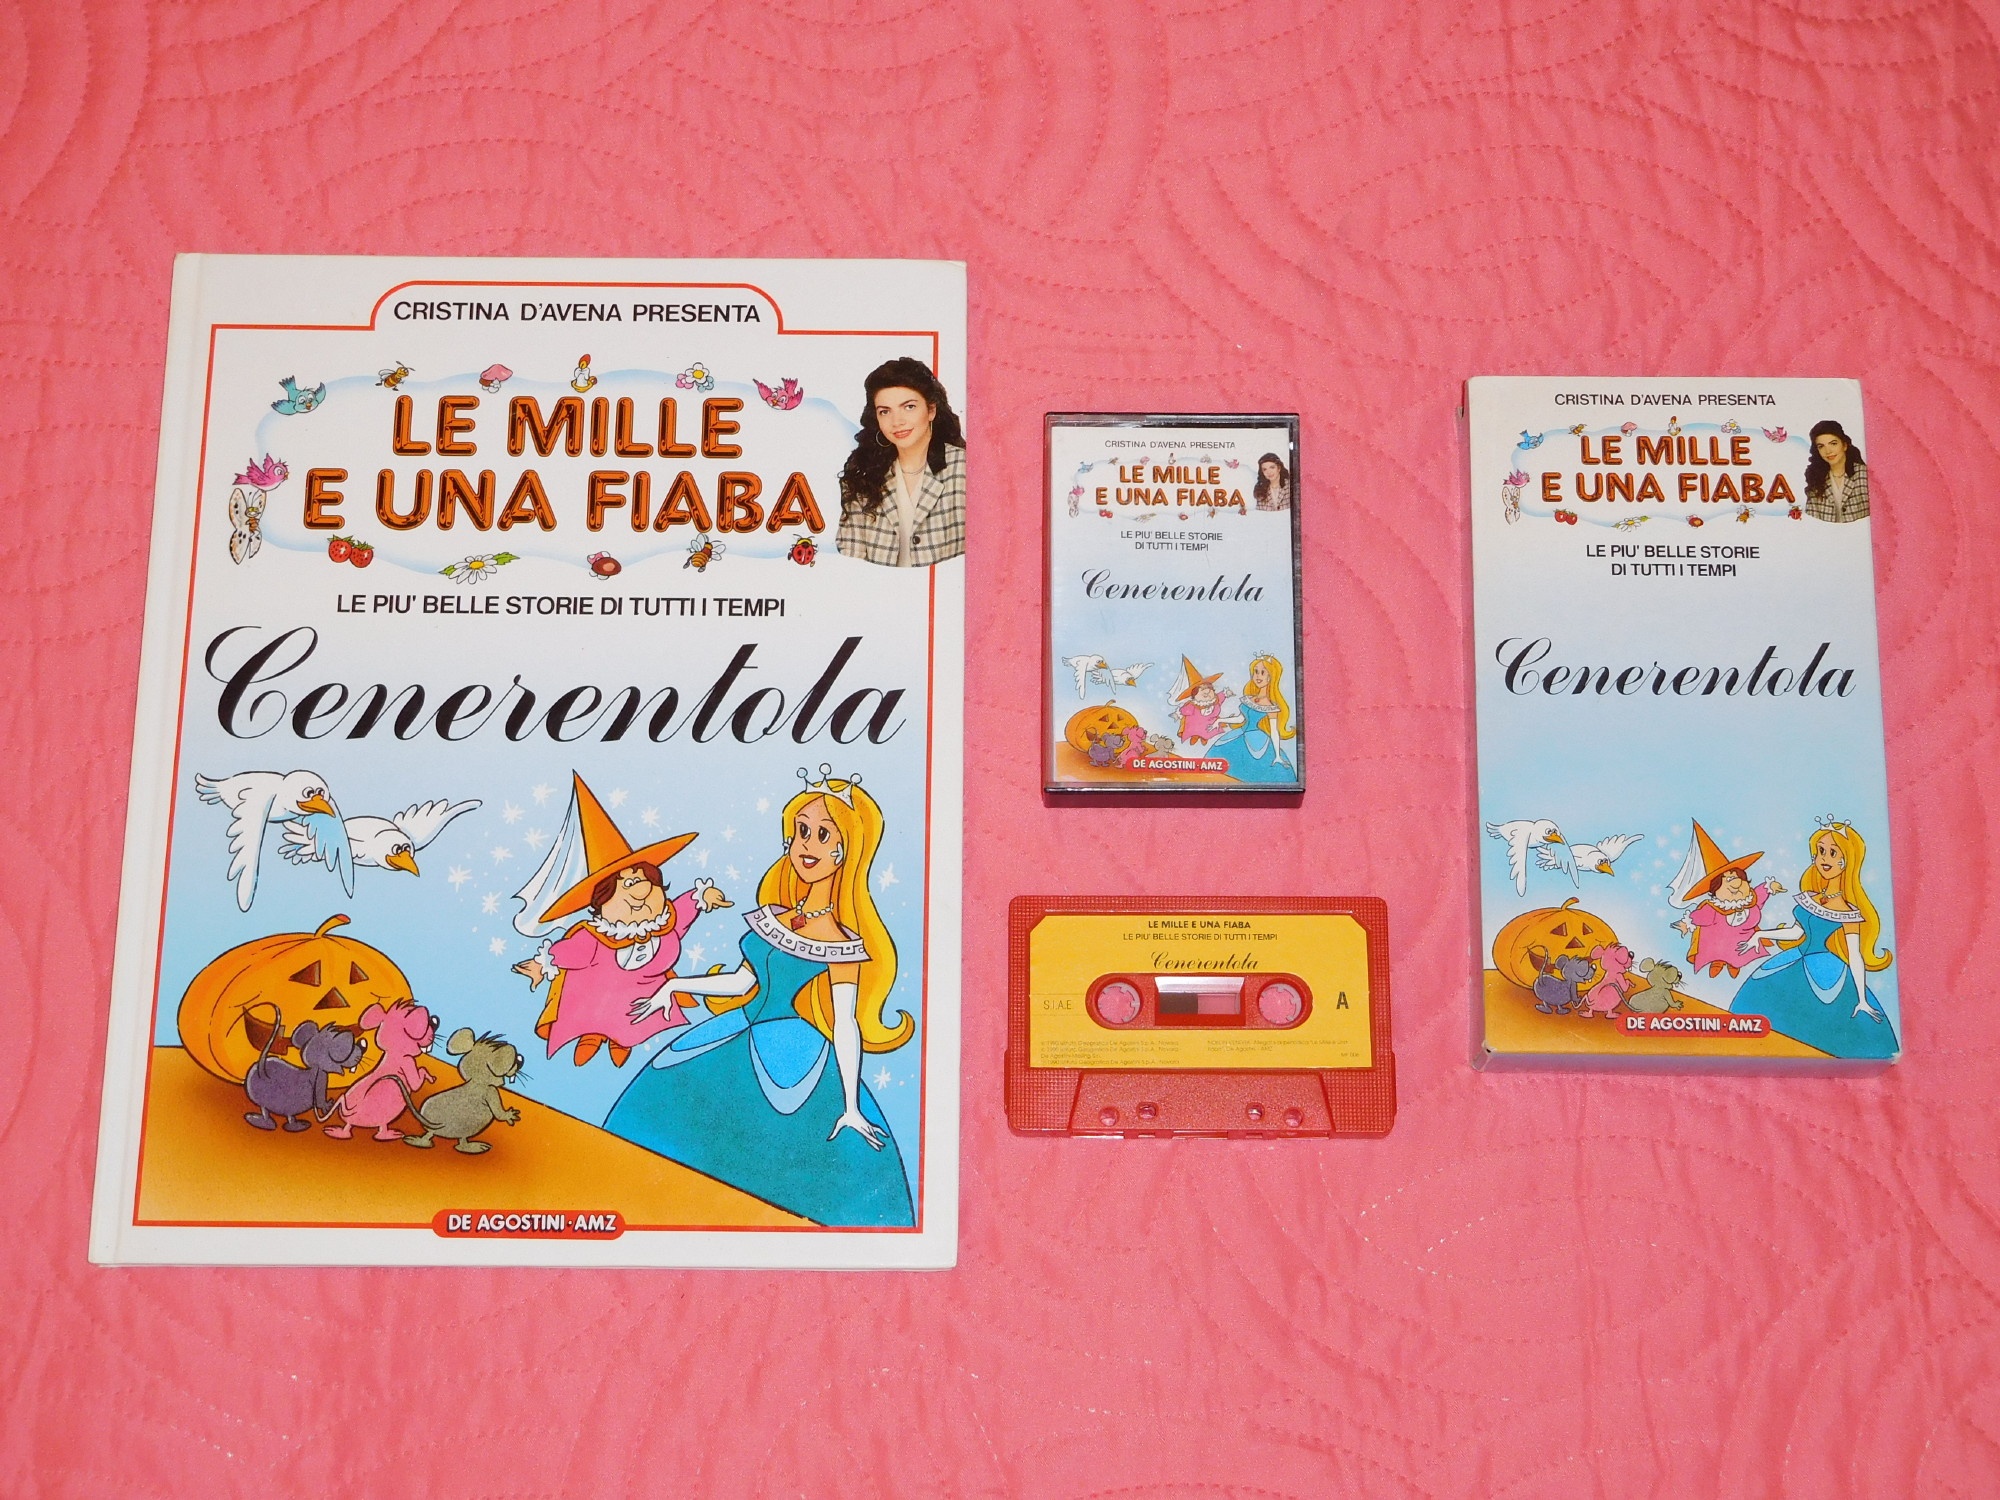 CRISTINA D'AVENA PRESENTA
LE MILLE
E UNA FIABA
LE PIU' BELLE STORIE DI TUTTI I TEMPI
Cenerentola
DE AGOSTINI·AMZ
CRISTINA D'AVENA PRESENTA
LE MILLE
E UNA FIABA
LE PIU' BELLE STORIE
DI TUTTI I TEMPI
Cenerentola
DE AGOSTINI·AMZ
LE MILLE E UNA FIABA
LE PIU' BELLE STORIE DI TUTTI I TEMPI
Cenerentola
S.I.A.E.
A
CRISTINA D'AVENA PRESENTA
LE MILLE
E UNA FIABA
LE PIU' BELLE STORIE
DI TUTTI I TEMPI
Cenerentola
DE AGOSTINI·AMZ